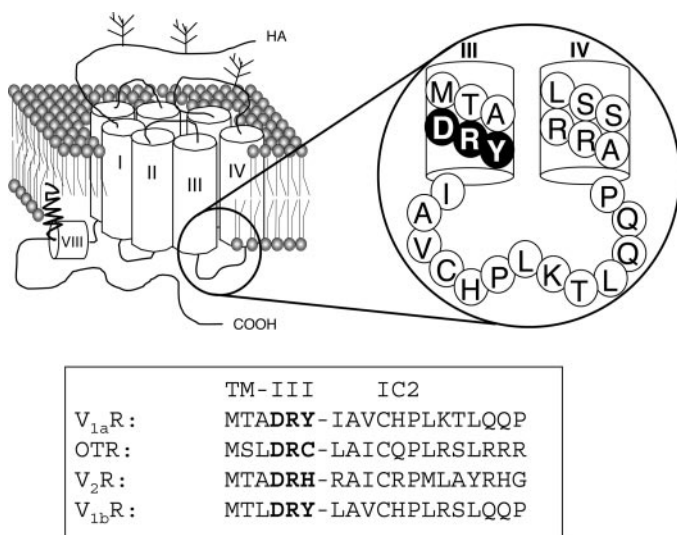 HA
III IV
I
II
III
IV
VIII
COOH
M T A
D R Y
L S S
R R A
I A V C H P L K T L Q Q P
TM-III IC2
V1aR: MTADRY-IAVCHPLKTLQQP
OTR: MSLDRC-LAICQPLRSLRRR
V2R: MTADRH-RAICRPMLAYRHG
V1bR: MTLDRY-LAVCHPLRSLQQP